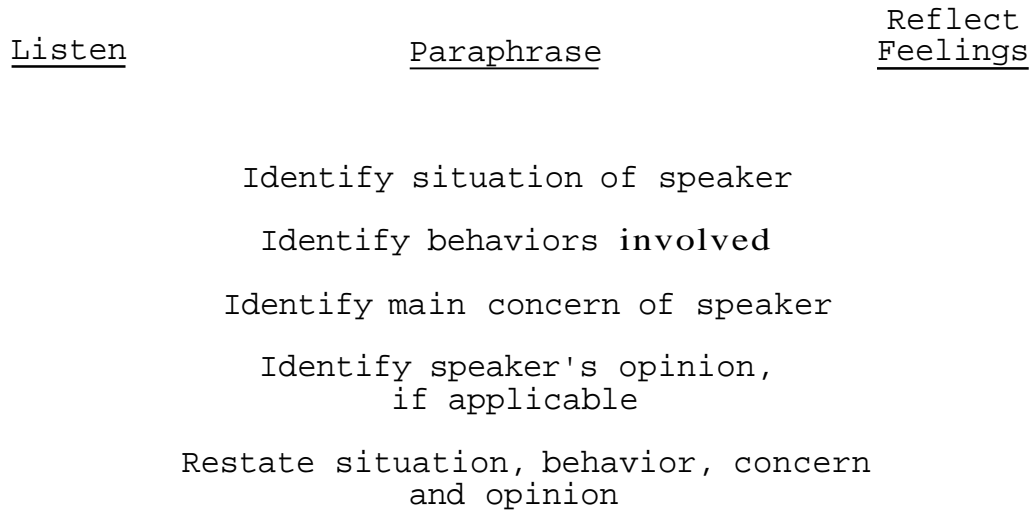 Listen Paraphrase Reflect
Feelings
Identify situation of speaker
Identify behaviors involved
Identify main concern of speaker
Identify speaker's opinion,
if applicable
Restate situation, behavior, concern
and opinion